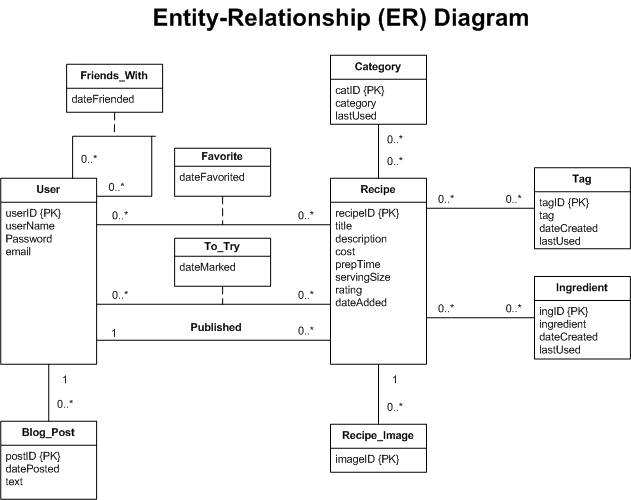 Entity-Relationship (ER) Diagram
Friends_With
dateFriended
0..*
0..*
Category
catID {PK}
category
lastUsed
0..*
0..*
Favorite
dateFavorited
User
userID {PK}
userName
Password
email
0..*
0..*
To_Try
dateMarked
0..*
0..*
Published
1
0..*
Recipe
recipeID {PK}
title
description
cost
prepTime
servingSize
rating
dateAdded
0..*
0..*
Tag
tagID {PK}
tag
dateCreated
lastUsed
0..*
0..*
Ingredient
ingID {PK}
ingredient
dateCreated
lastUsed
1
0..*
Blog_Post
postID {PK}
datePosted
text
1
0..*
Recipe_Image
imageID {PK}